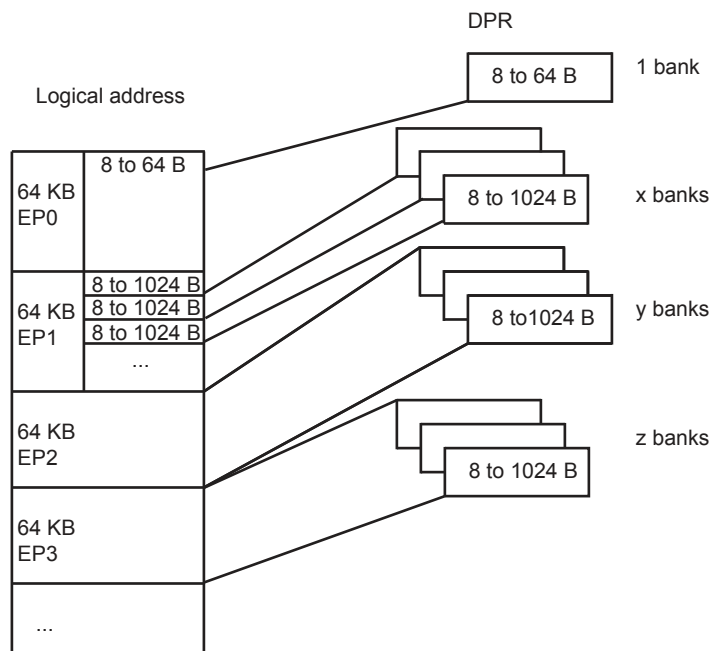 DPR
8 to 64 B
1 bank
Logical address
8 to 64 B
64 KB
EP0
8 to 1024 B
x banks
64 KB
EP1
8 to 1024 B
8 to 1024 B
8 to 1024 B
...
8 to1024 B
y banks
64 KB
EP2
8 to 1024 B
z banks
64 KB
EP3
...